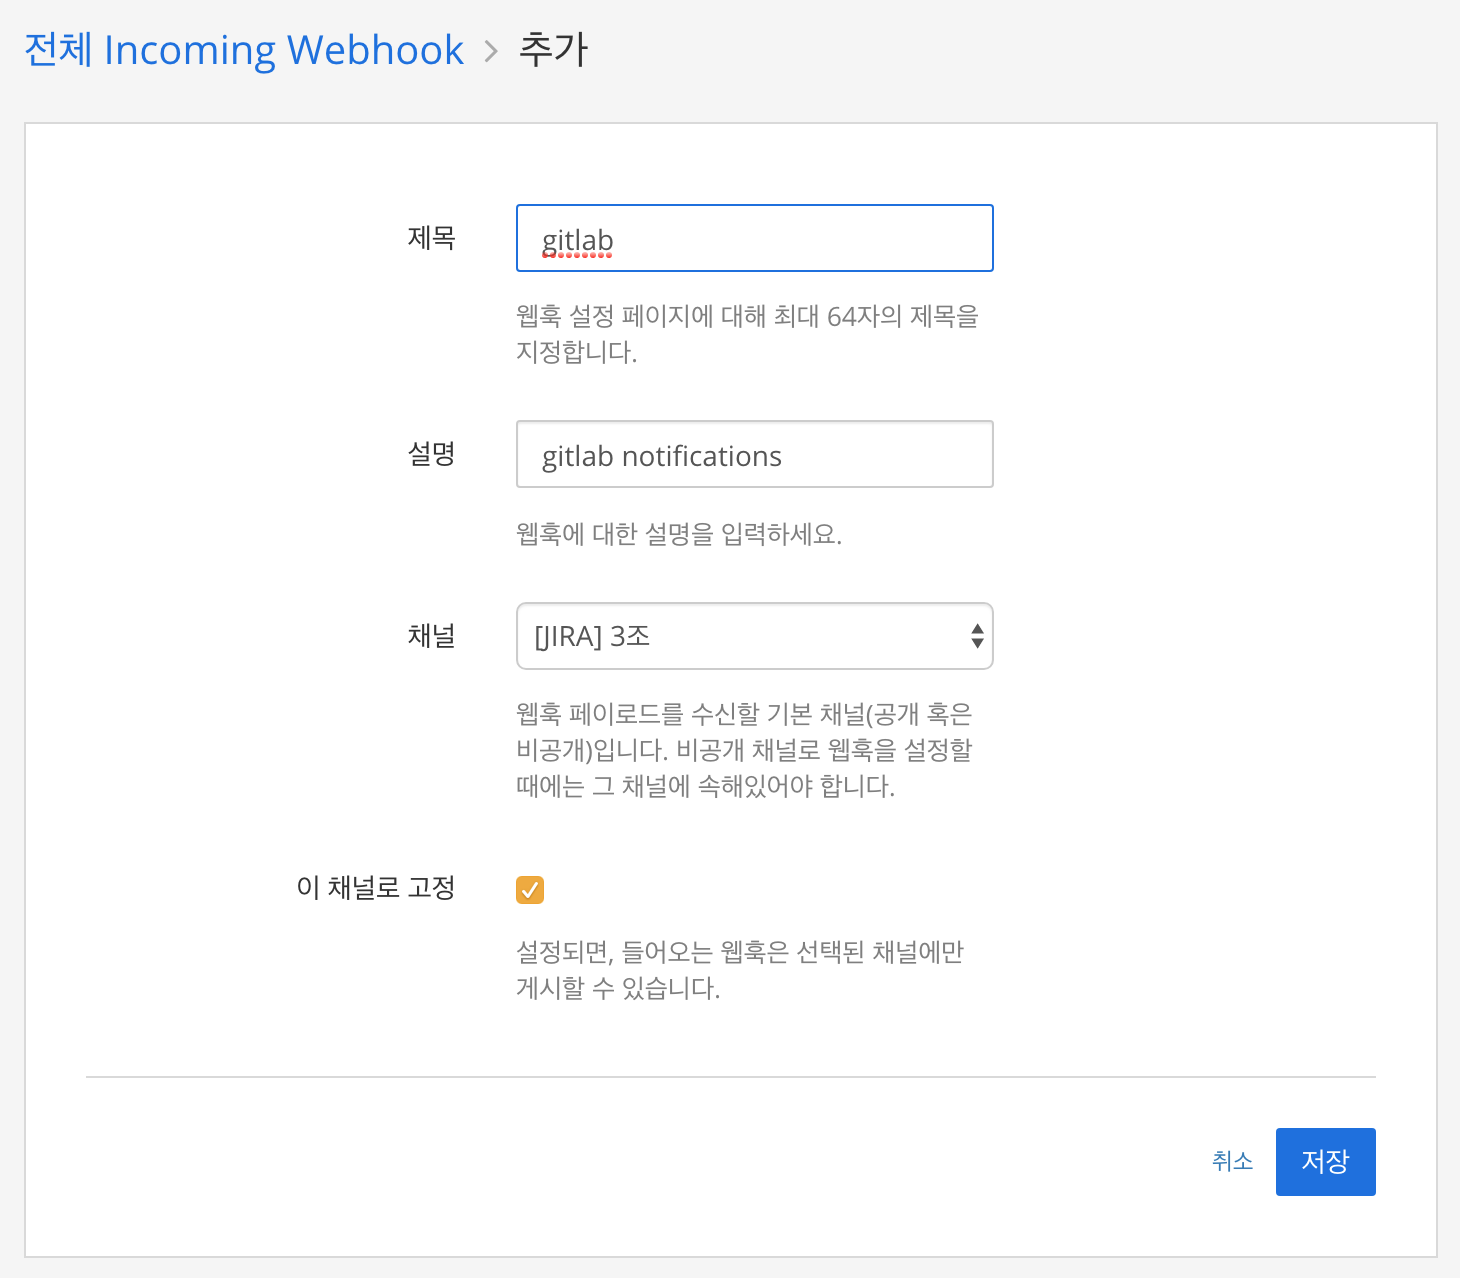 전체 Incoming Webhook > 추가
제목
gitlab
웹훅 설정 페이지에 대해 최대 64자의 제목을
지정합니다.
설명
gitlab notifications
웹훅에 대한 설명을 입력하세요.
채널
[JIRA] 3조
웹훅 페이로드를 수신할 기본 채널(공개 혹은
비공개)입니다. 비공개 채널로 웹훅을 설정할
때에는 그 채널에 속해있어야 합니다.
이 채널로 고정
설정되면, 들어오는 웹훅은 선택된 채널에만
게시할 수 있습니다.
취소
저장